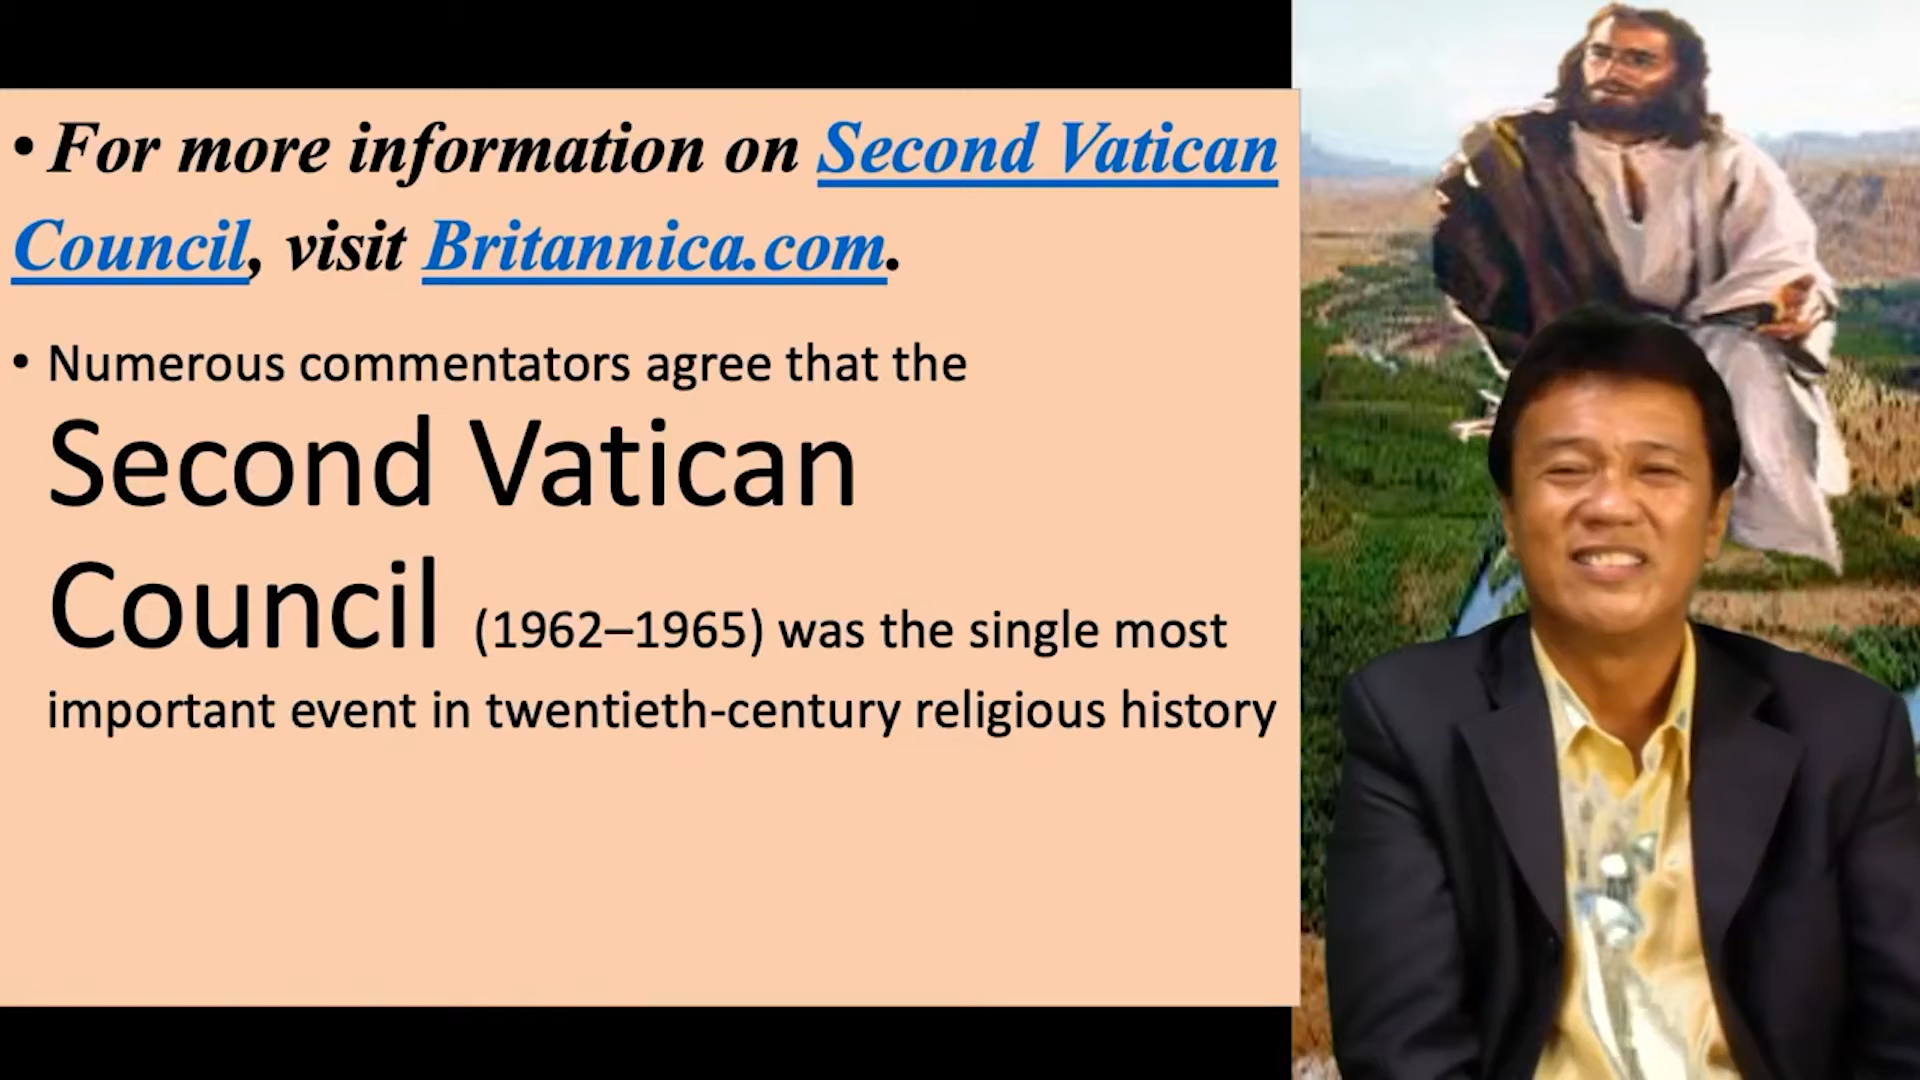 • For more information on Second Vatican
Council, visit Britannica.com.
• Numerous commentators agree that the
Second Vatican
Council (1962–1965) was the single most
important event in twentieth-century religious history